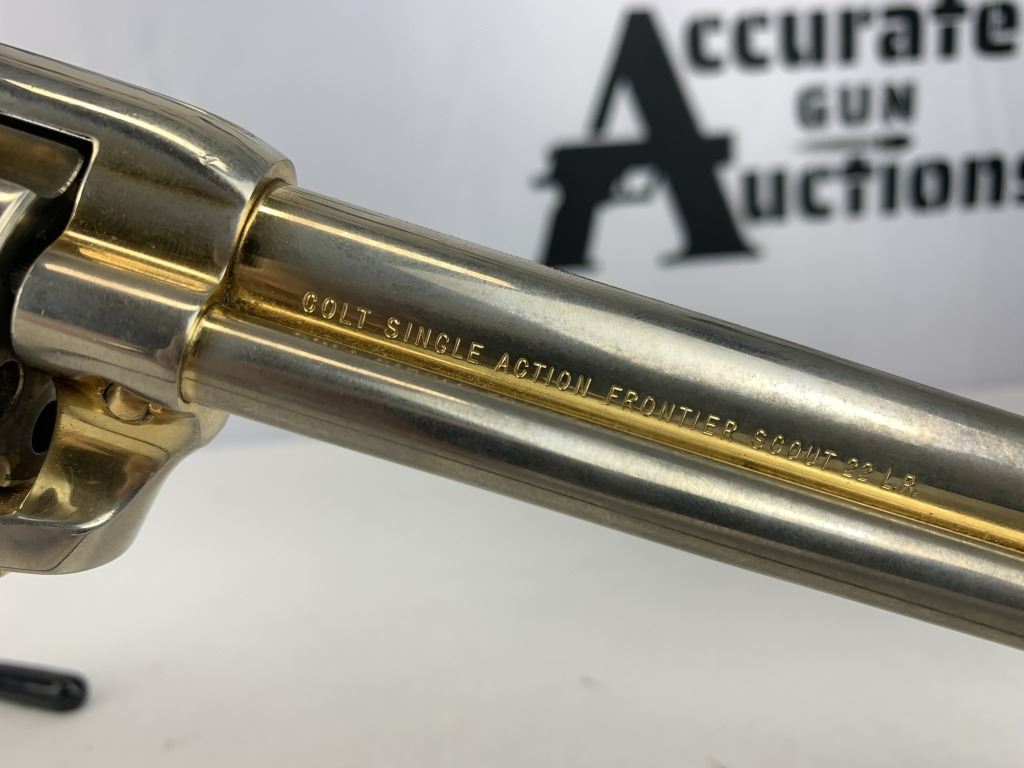 Accurate
GUN
Auctions
COLT SINGLE ACTION FRONTIER SCOUT 22 L.R.